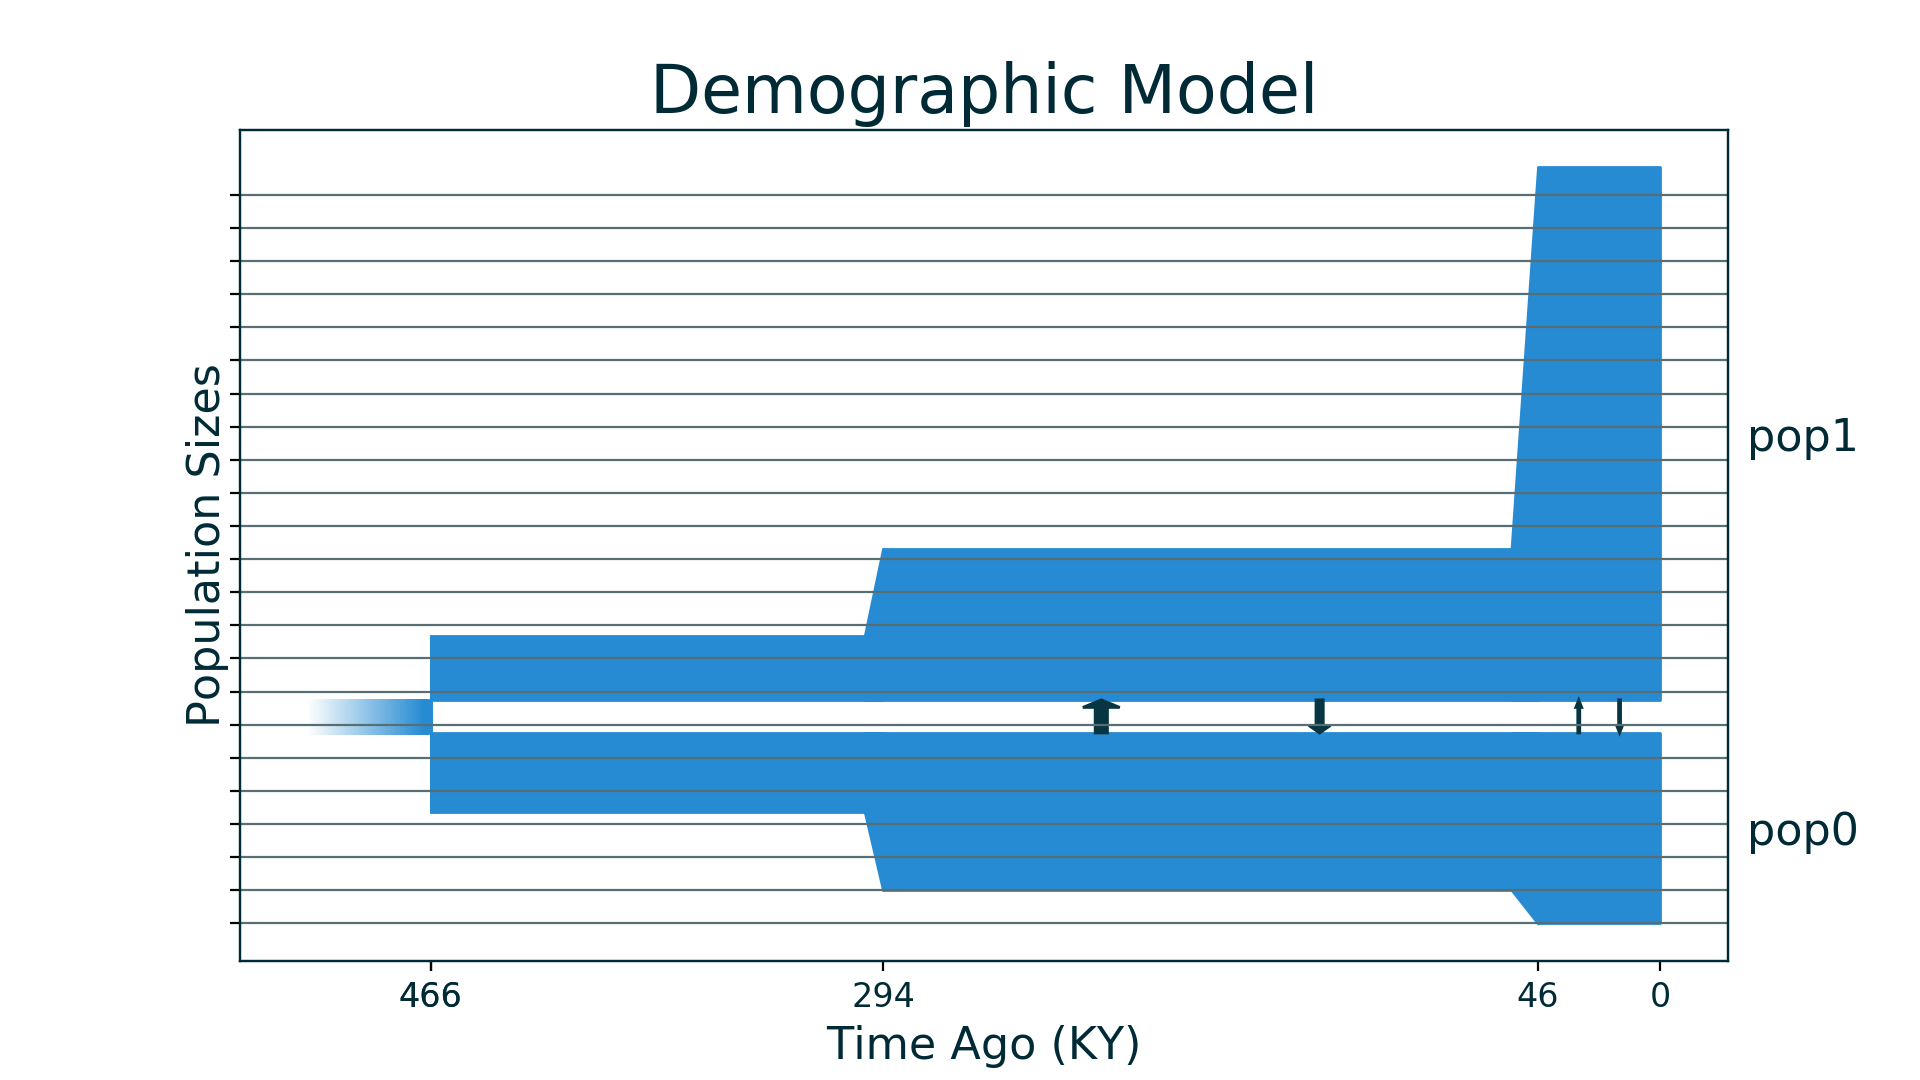 Demographic Model
Population Sizes
pop1
pop0
466
294
46
0
Time Ago (KY)